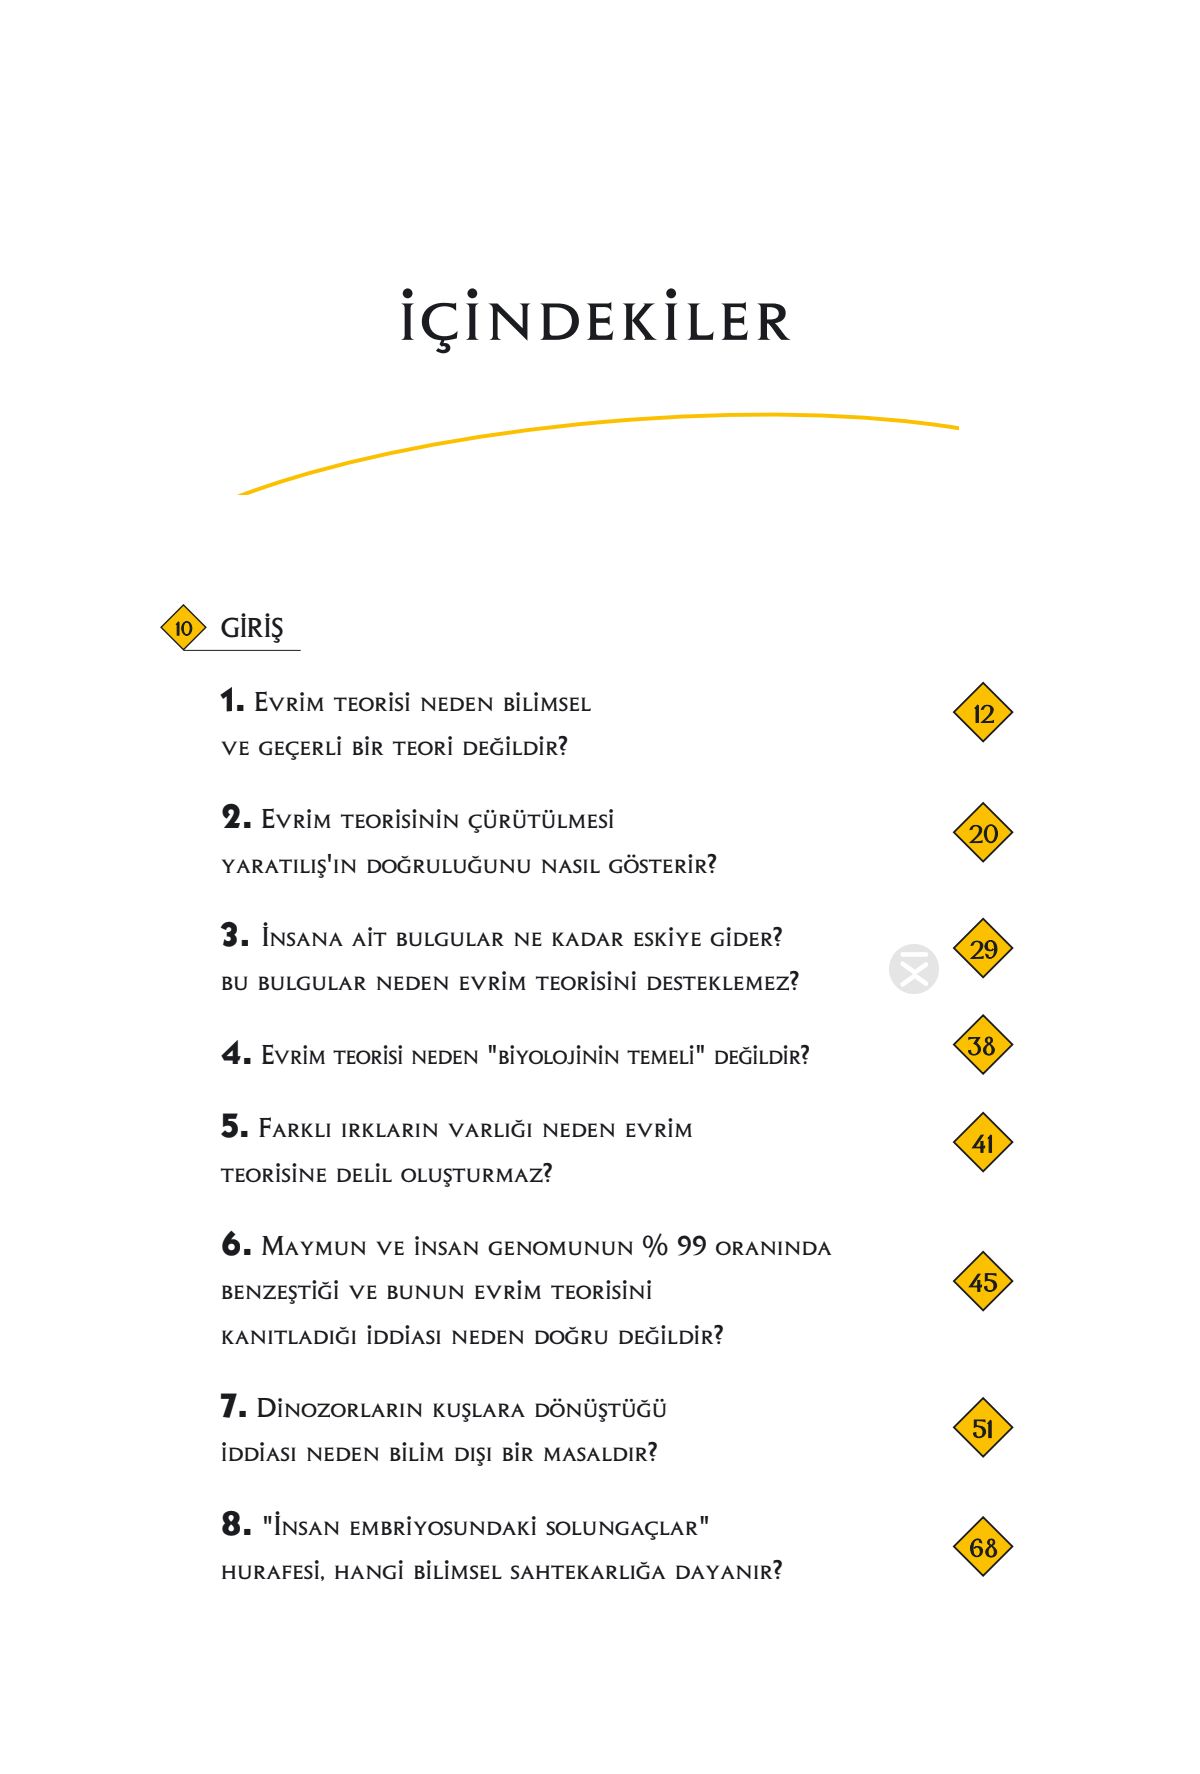 İÇİNDEKİLER
10 GİRİŞ
1. Evrim teorisi neden bilimsel 12
ve geçerli bir teori değildir?
2. Evrim teorisinin çürütülmesi 20
yaratılış'ın doğruluğunu nasıl gösterir?
3. İnsana ait bulgular ne kadar eskiye gider? 29
bu bulgular neden evrim teorisini desteklemez?
4. Evrim teorisi neden "biyolojinin temeli" değildir? 38
5. Farklı ırkların varlığı neden evrim 41
teorisine delil oluşturmaz?
6. Maymun ve insan genomunun % 99 oranında
benzeştiği ve bunun evrim teorisini 45
kanıtladığı iddiası neden doğru değildir?
7. Dinozorların kuşlara dönüştüğü 51
iddiası neden bilim dışı bir masaldır?
8. "İnsan embriyosundaki solungaçlar" 68
hurafesi, hangi bilimsel sahtekarlığa dayanır?